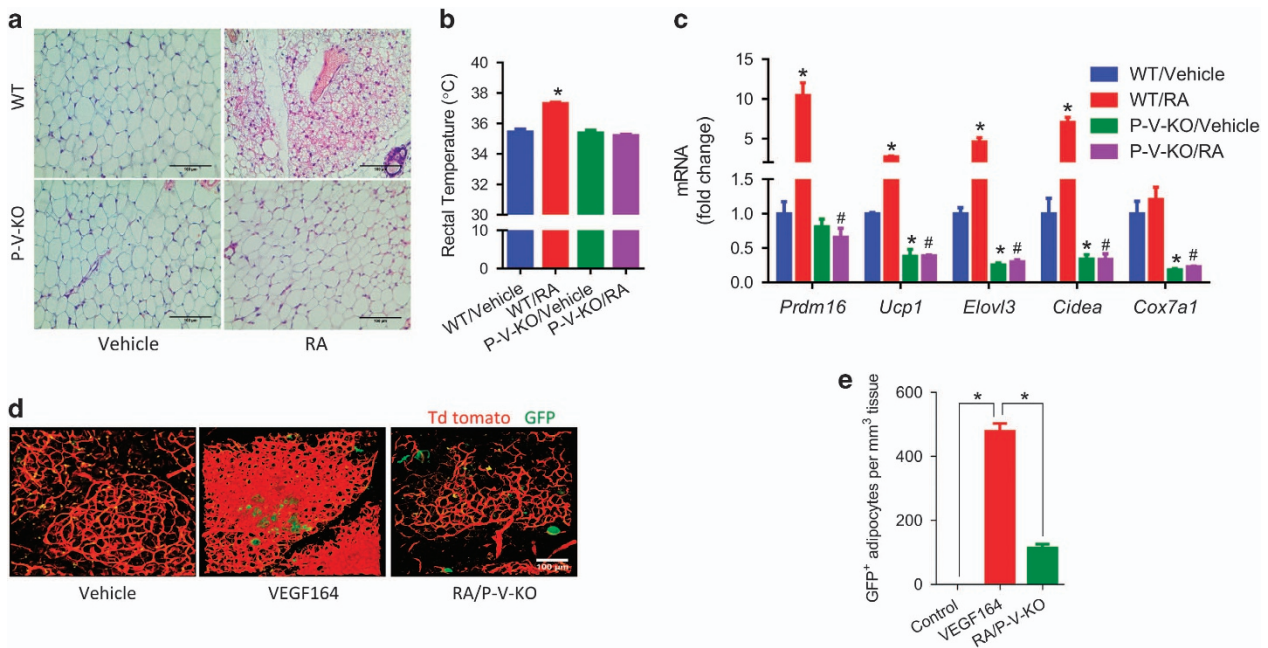 a
WT
P-V-KO
Vehicle
RA
b
Rectal Temperature (°C)
40
38
36
34
32
30
10
0
WT/Vehicle
WT/RA
P-V-KO/Vehicle
P-V-KO/RA
*
c
mRNA
(fold change)
15
10
5
1.5
1.0
0.5
0.0
* * * *
# * # * # * # * #
Prdm16 Ucp1 Elovl3 Cidea Cox7a1
WT/Vehicle
WT/RA
P-V-KO/Vehicle
P-V-KO/RA
d
Td tomato GFP
100 µm
Vehicle
VEGF164
RA/P-V-KO
e
GFP+ adipocytes per mm3 tissue
600
400
200
0
* *
Control
VEGF164
RA/P-V-KO